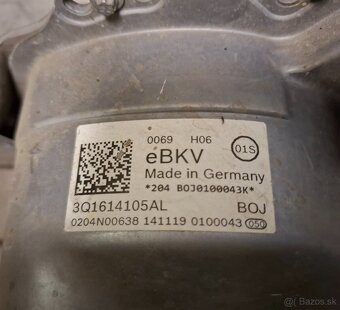 0069 H06
01S
eBKV
Made in Germany
*204 BOJ0100043K*
3Q1614105AL BOJ
0204N00638 141119 0100043 050
Bazos.sk